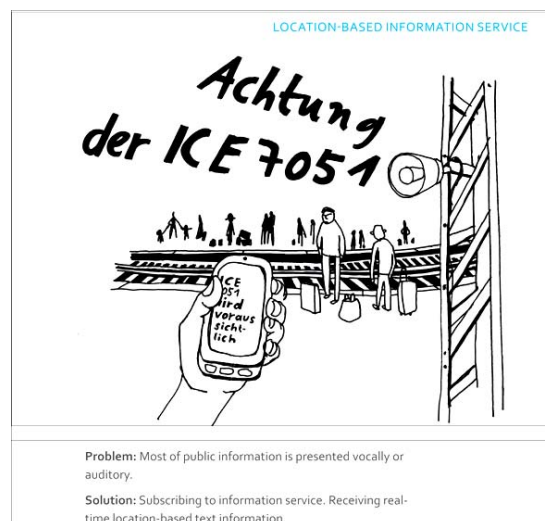 LOCATION-BASED INFORMATION SERVICE
Achtung
der ICE 7051
ICE
051
ird
voraus
sicht-
lich
Problem: Most of public information is presented vocally or
auditory.
Solution: Subscribing to information service. Receiving real-
time location-based text information